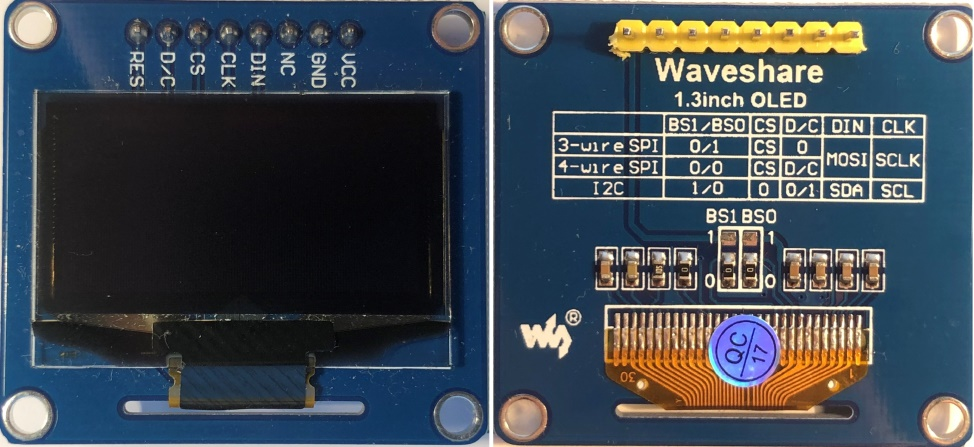 RES D/C CS CLK DIN NC GND VCC
Waveshare
1.3inch OLED
BS1/BS0 CS D/C DIN CLK
3-wire SPI 0/1 CS 0 MOSI SCLK
4-wire SPI 0/0 CS D/C
I2C 1/0 0 0/1 SDA SCL
BS1 BS0
1 1
0 0
0 0
®
QC
17
30 1